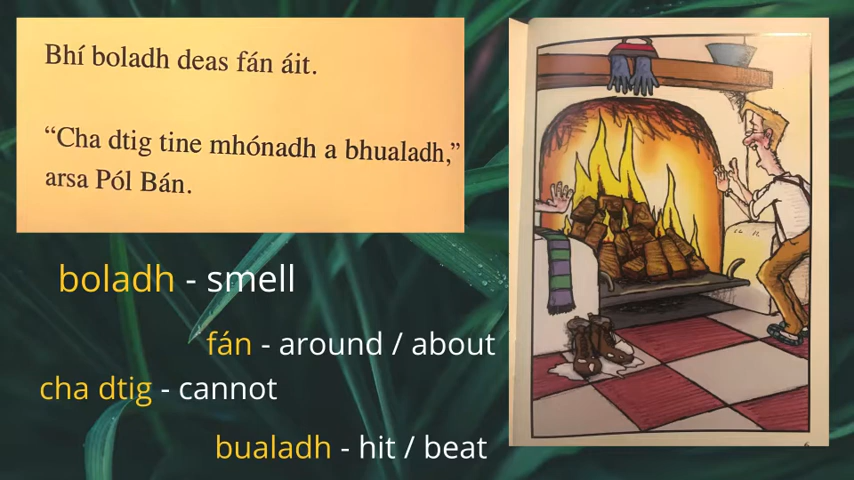 Bhí boladh deas fán áit.
“Cha dtig tine mhónadh a bhualadh,”
arsa Pól Bán.
boladh - smell
fán - around / about
cha dtig - cannot
bualadh - hit / beat